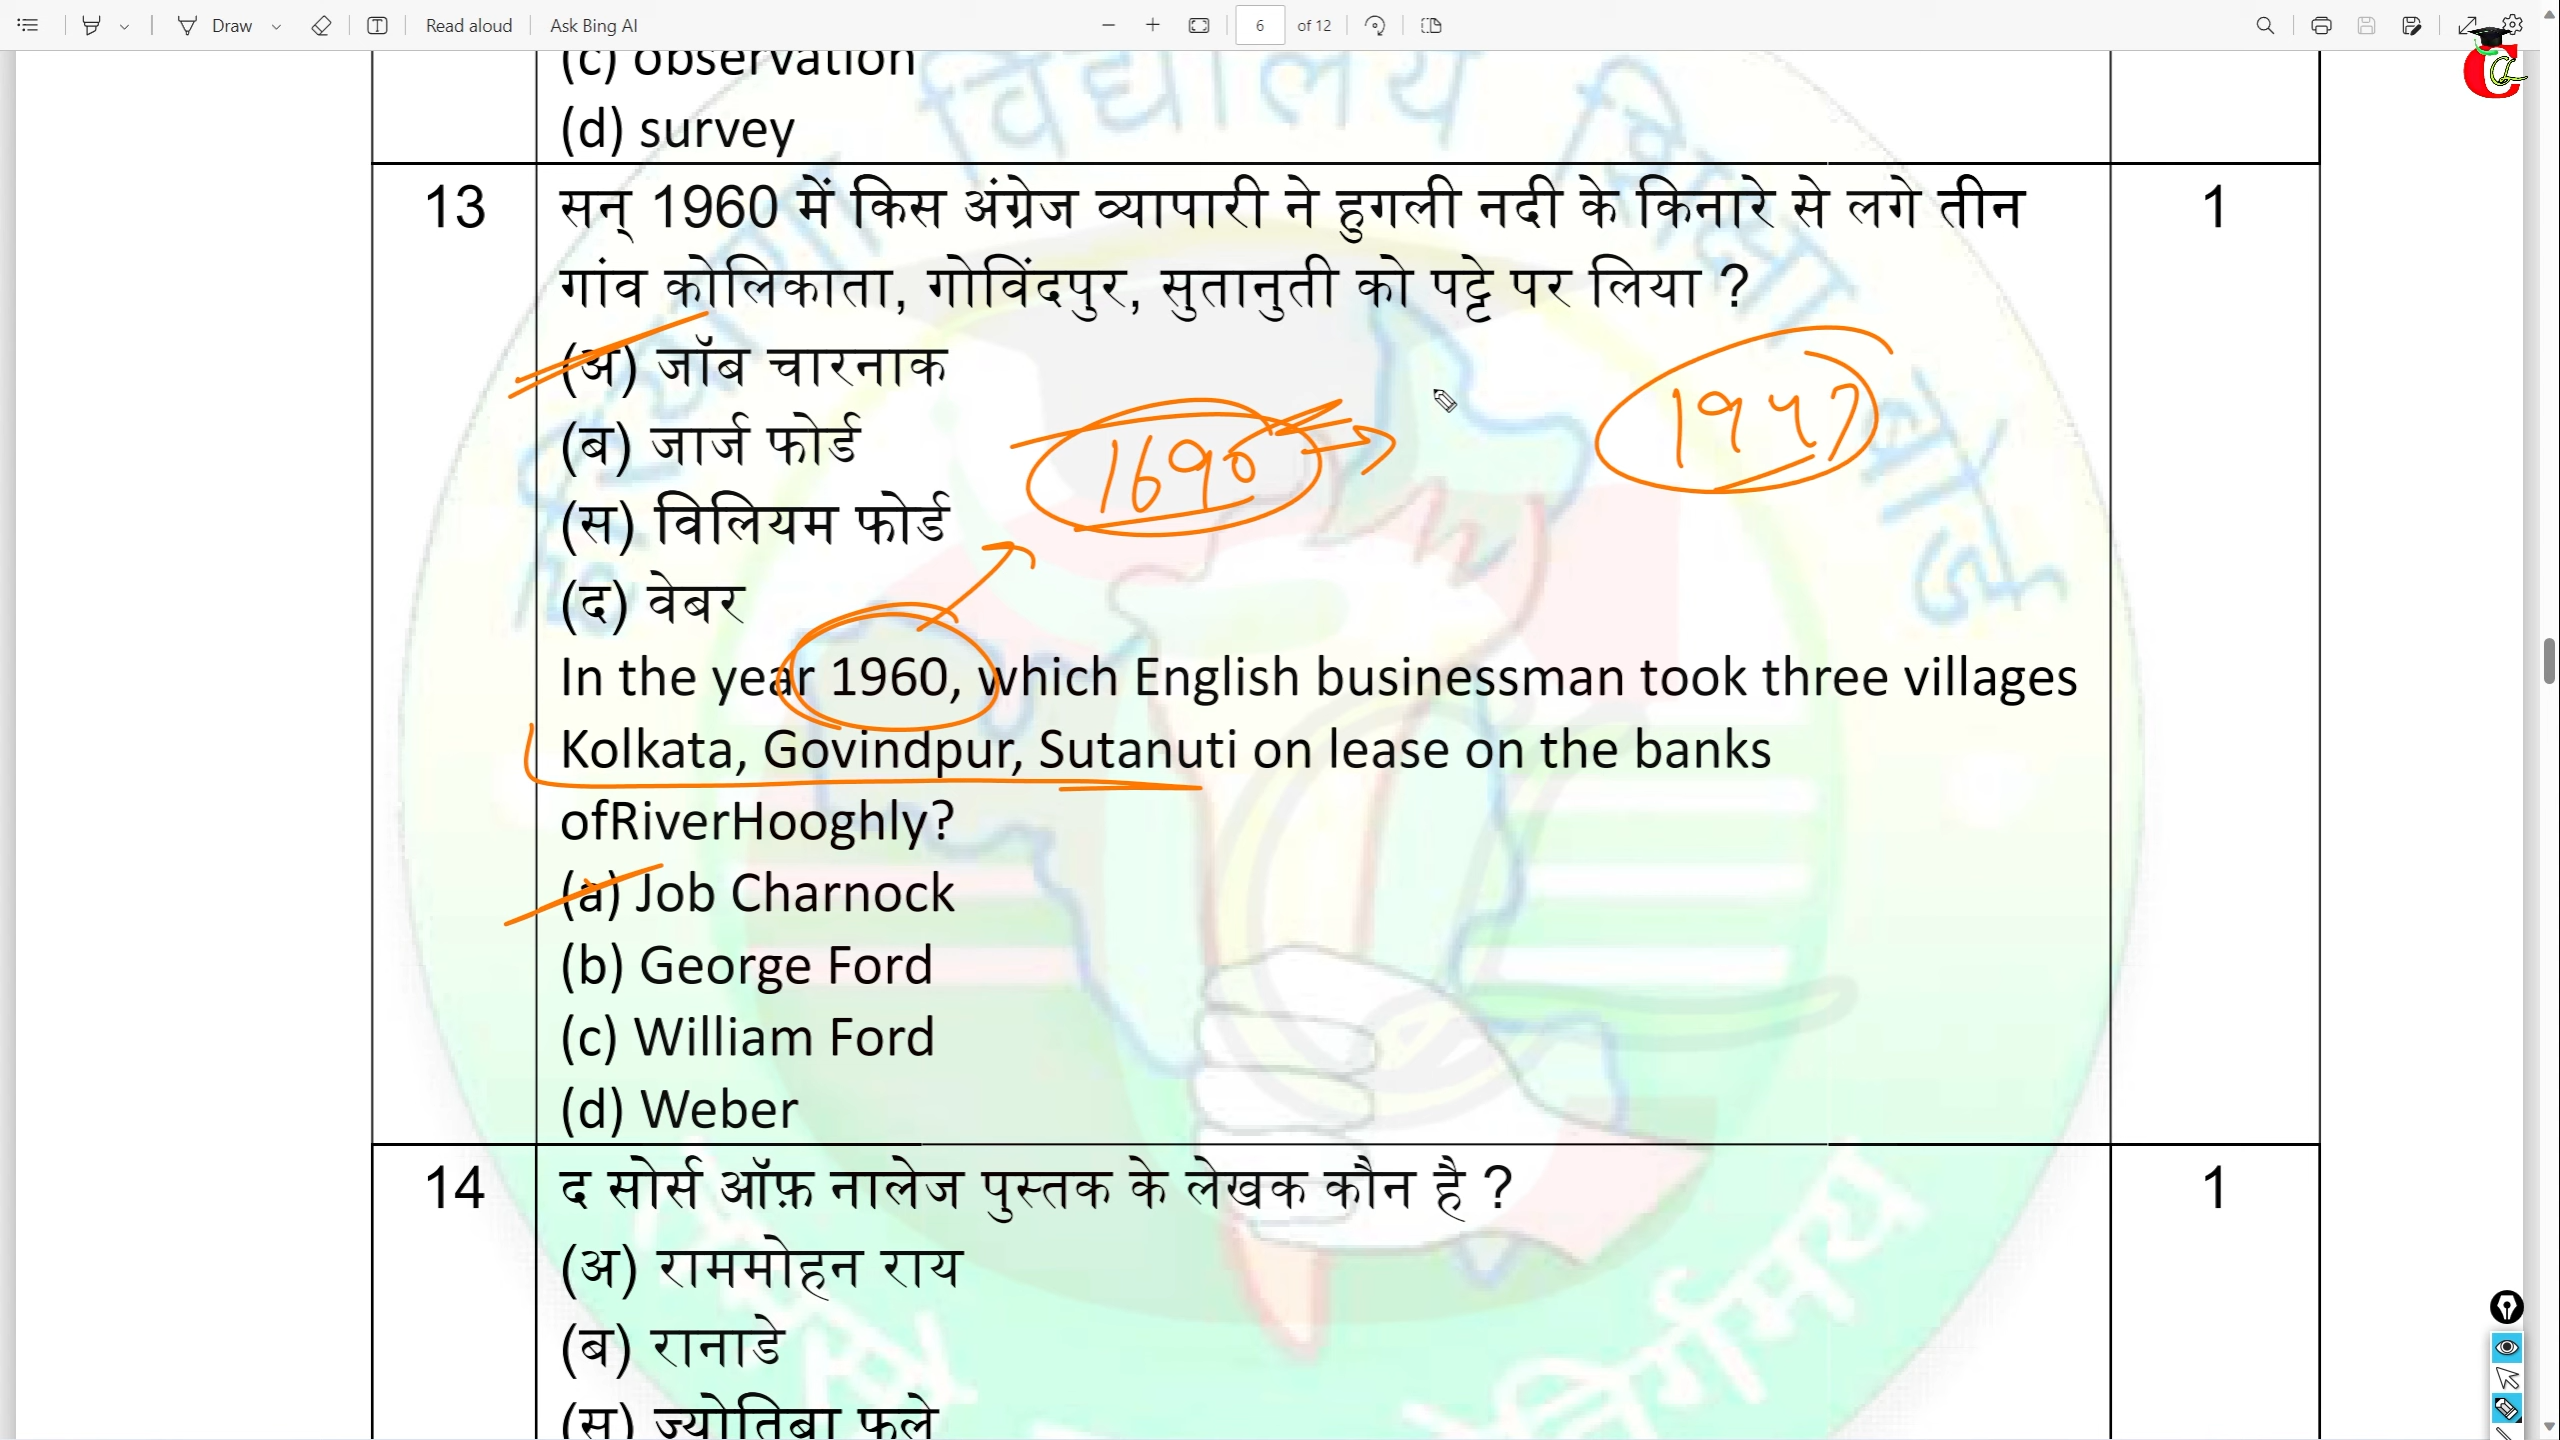 Draw
Read aloud
Ask Bing AI
6 of 12
(c) observation
(d) survey
13
सन् 1960 में किस अंग्रेज व्यापारी ने हुगली नदी के किनारे से लगे तीन
1
गांव कोलिकाता, गोविंदपुर, सुतानुती को पट्टे पर लिया ?
(अ) जॉब चारनाक
(ब) जार्ज फोर्ड
1690
1947
(स) विलियम फोर्ड
(द) वेबर
In the year 1960, which English businessman took three villages
Kolkata, Govindpur, Sutanuti on lease on the banks
ofRiverHooghly?
(a) Job Charnock
(b) George Ford
(c) William Ford
(d) Weber
14
द सोर्स ऑफ़ नालेज पुस्तक के लेखक कौन है ?
1
(अ) राममोहन राय
(ब) रानाडे
(स) ज्योतिबा फुले
विद्यालय शिक्षा बोर्ड